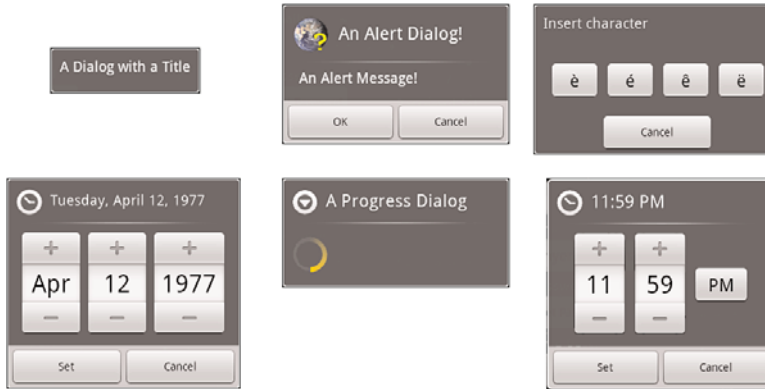 A Dialog with a Title
An Alert Dialog!
An Alert Message!
OK Cancel
Insert character
è é ê ë
Cancel
Tuesday, April 12, 1977
+ + +
Apr 12 1977
− − −
Set Cancel
A Progress Dialog
11:59 PM
+ +
11 59 PM
− −
Set Cancel